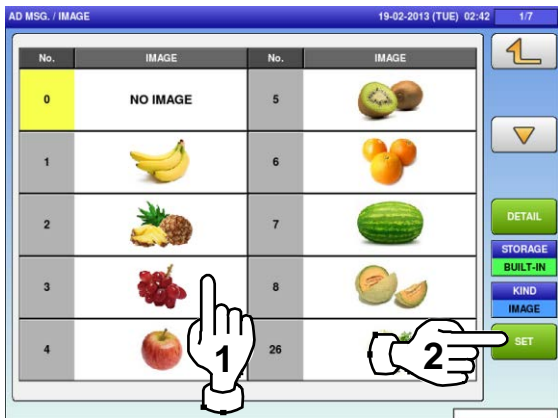 AD MSG. / IMAGE 19-02-2013 (TUE) 02:42 1/7
No. IMAGE No. IMAGE
0 NO IMAGE 5
1 6
2 7
3 8
4 26
DETAIL
STORAGE
BUILT-IN
KIND
IMAGE
SET
1
2